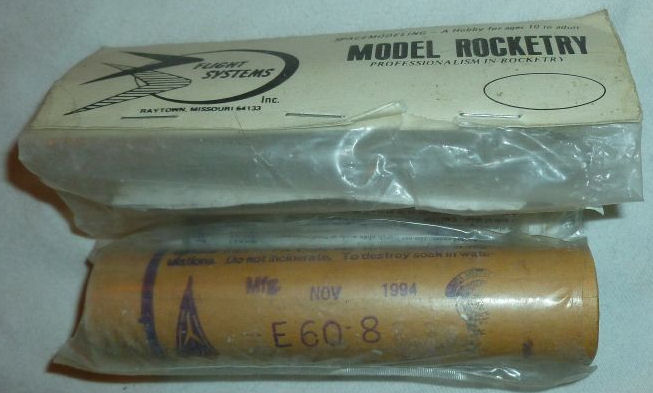 SPACEMODELING - A Hobby for ages 10 to adult
MODEL ROCKETRY
PROFESSIONALISM IN ROCKETRY
FLIGHT
SYSTEMS
Inc.
RAYTOWN, MISSOURI 64133
Do not incinerate. To destroy soak in water
Mfg. NOV 1994
E60-8